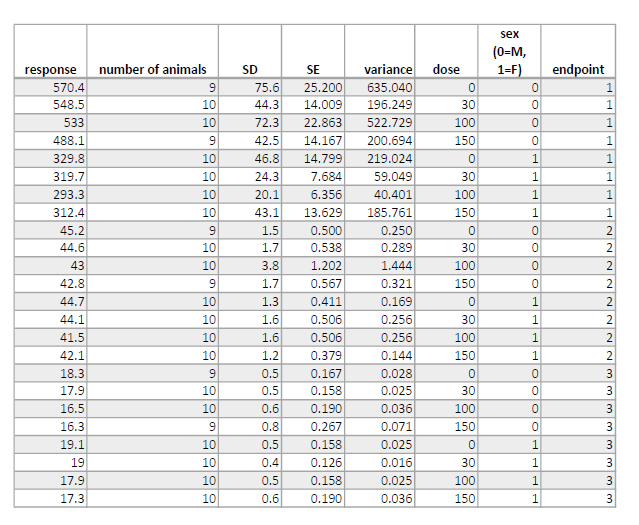 sex
(0=M,
response number of animals SD SE variance dose 1=F) endpoint
570.4 9 75.6 25.200 635.040 0 0 1
548.5 10 44.3 14.009 196.249 30 0 1
533 10 72.3 22.863 522.729 100 0 1
488.1 9 42.5 14.167 200.694 150 0 1
329.8 10 46.8 14.799 219.024 0 1 1
319.7 10 24.3 7.684 59.049 30 1 1
293.3 10 20.1 6.356 40.401 100 1 1
312.4 10 43.1 13.629 185.761 150 1 1
45.2 9 1.5 0.500 0.250 0 0 2
44.6 10 1.7 0.538 0.289 30 0 2
43 10 3.8 1.202 1.444 100 0 2
42.8 9 1.7 0.567 0.321 150 0 2
44.7 10 1.3 0.411 0.169 0 1 2
44.1 10 1.6 0.506 0.256 30 1 2
41.5 10 1.6 0.506 0.256 100 1 2
42.1 10 1.2 0.379 0.144 150 1 2
18.3 9 0.5 0.167 0.028 0 0 3
17.9 10 0.5 0.158 0.025 30 0 3
16.5 10 0.6 0.190 0.036 100 0 3
16.3 9 0.8 0.267 0.071 150 0 3
19.1 10 0.5 0.158 0.025 0 1 3
19 10 0.4 0.126 0.016 30 1 3
17.9 10 0.5 0.158 0.025 100 1 3
17.3 10 0.6 0.190 0.036 150 1 3